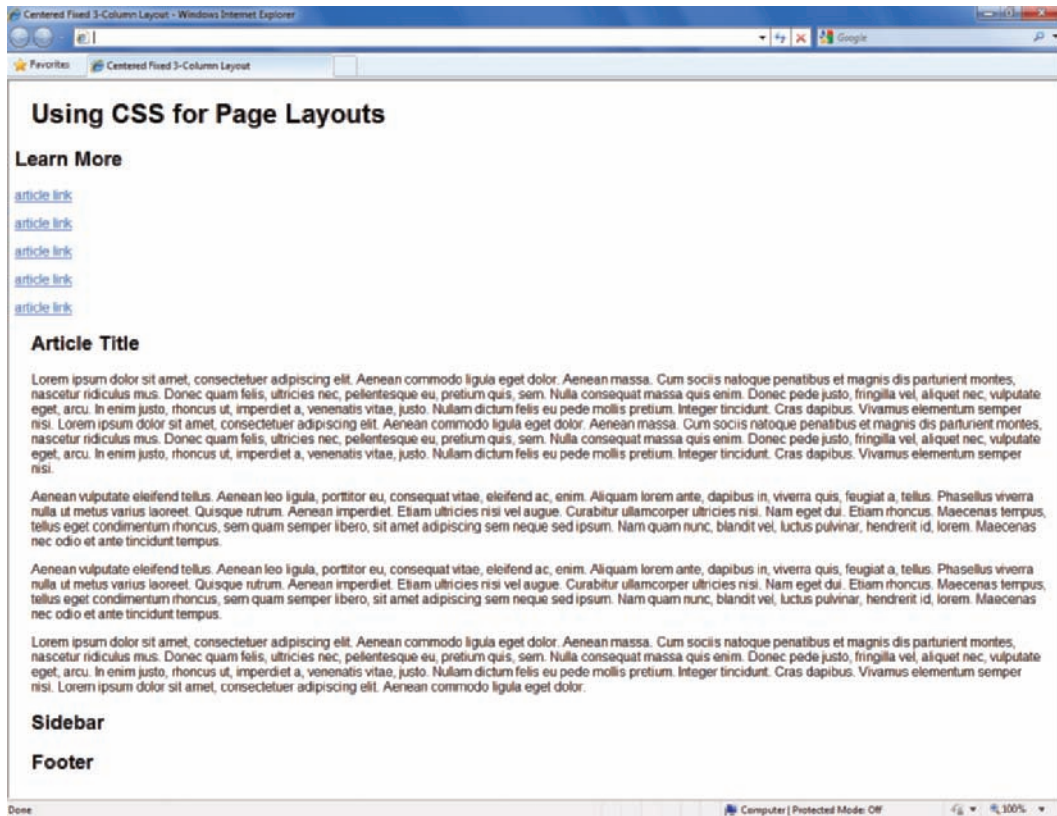 Centered Fixed 3-Column Layout - Windows Internet Explorer
Google
Favorites Centered Fixed 3-Column Layout
Using CSS for Page Layouts
Learn More
article link
article link
article link
article link
article link
Article Title
Lorem ipsum dolor sit amet, consectetuer adipiscing elit. Aenean commodo ligula eget dolor. Aenean massa. Cum sociis natoque penatibus et magnis dis parturient montes,
nascetur ridiculus mus. Donec quam felis, ultricies nec, pellentesque eu, pretium quis, sem. Nulla consequat massa quis enim. Donec pede justo, fringilla vel, aliquet nec, vulputate
eget, arcu. In enim justo, rhoncus ut, imperdiet a, venenatis vitae, justo. Nullam dictum felis eu pede mollis pretium. Integer tincidunt. Cras dapibus. Vivamus elementum semper
nisi. Lorem ipsum dolor sit amet, consectetuer adipiscing elit. Aenean commodo ligula eget dolor. Aenean massa. Cum sociis natoque penatibus et magnis dis parturient montes,
nascetur ridiculus mus. Donec quam felis, ultricies nec, pellentesque eu, pretium quis, sem. Nulla consequat massa quis enim. Donec pede justo, fringilla vel, aliquet nec, vulputate
eget, arcu. In enim justo, rhoncus ut, imperdiet a, venenatis vitae, justo. Nullam dictum felis eu pede mollis pretium. Integer tincidunt. Cras dapibus. Vivamus elementum semper
nisi.
Aenean vulputate eleifend tellus. Aenean leo ligula, porttitor eu, consequat vitae, eleifend ac, enim. Aliquam lorem ante, dapibus in, viverra quis, feugiat a, tellus. Phasellus viverra
nulla ut metus varius laoreet. Quisque rutrum. Aenean imperdiet. Etiam ultricies nisi vel augue. Curabitur ullamcorper ultricies nisi. Nam eget dui. Etiam rhoncus. Maecenas tempus,
tellus eget condimentum rhoncus, sem quam semper libero, sit amet adipiscing sem neque sed ipsum. Nam quam nunc, blandit vel, luctus pulvinar, hendrerit id, lorem. Maecenas
nec odio et ante tincidunt tempus.
Aenean vulputate eleifend tellus. Aenean leo ligula, porttitor eu, consequat vitae, eleifend ac, enim. Aliquam lorem ante, dapibus in, viverra quis, feugiat a, tellus. Phasellus viverra
nulla ut metus varius laoreet. Quisque rutrum. Aenean imperdiet. Etiam ultricies nisi vel augue. Curabitur ullamcorper ultricies nisi. Nam eget dui. Etiam rhoncus. Maecenas tempus,
tellus eget condimentum rhoncus, sem quam semper libero, sit amet adipiscing sem neque sed ipsum. Nam quam nunc, blandit vel, luctus pulvinar, hendrerit id, lorem. Maecenas
nec odio et ante tincidunt tempus.
Lorem ipsum dolor sit amet, consectetuer adipiscing elit. Aenean commodo ligula eget dolor. Aenean massa. Cum sociis natoque penatibus et magnis dis parturient montes,
nascetur ridiculus mus. Donec quam felis, ultricies nec, pellentesque eu, pretium quis, sem. Nulla consequat massa quis enim. Donec pede justo, fringilla vel, aliquet nec, vulputate
eget, arcu. In enim justo, rhoncus ut, imperdiet a, venenatis vitae, justo. Nullam dictum felis eu pede mollis pretium. Integer tincidunt. Cras dapibus. Vivamus elementum semper
nisi. Lorem ipsum dolor sit amet, consectetuer adipiscing elit. Aenean commodo ligula eget dolor.
Sidebar
Footer
Done Computer | Protected Mode: Off 100%